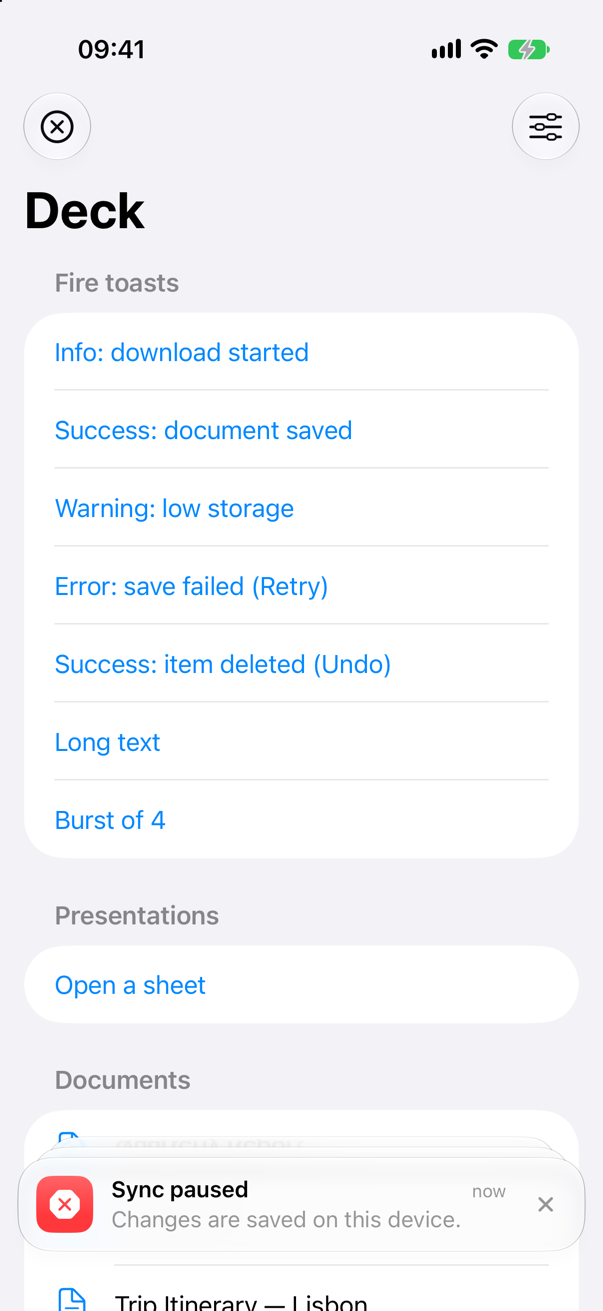 09:41
Deck
Fire toasts
Info: download started
Success: document saved
Warning: low storage
Error: save failed (Retry)
Success: item deleted (Undo)
Long text
Burst of 4
Presentations
Open a sheet
Documents
Sync paused
now
Changes are saved on this device.
Trip Itinerary — Lisbon